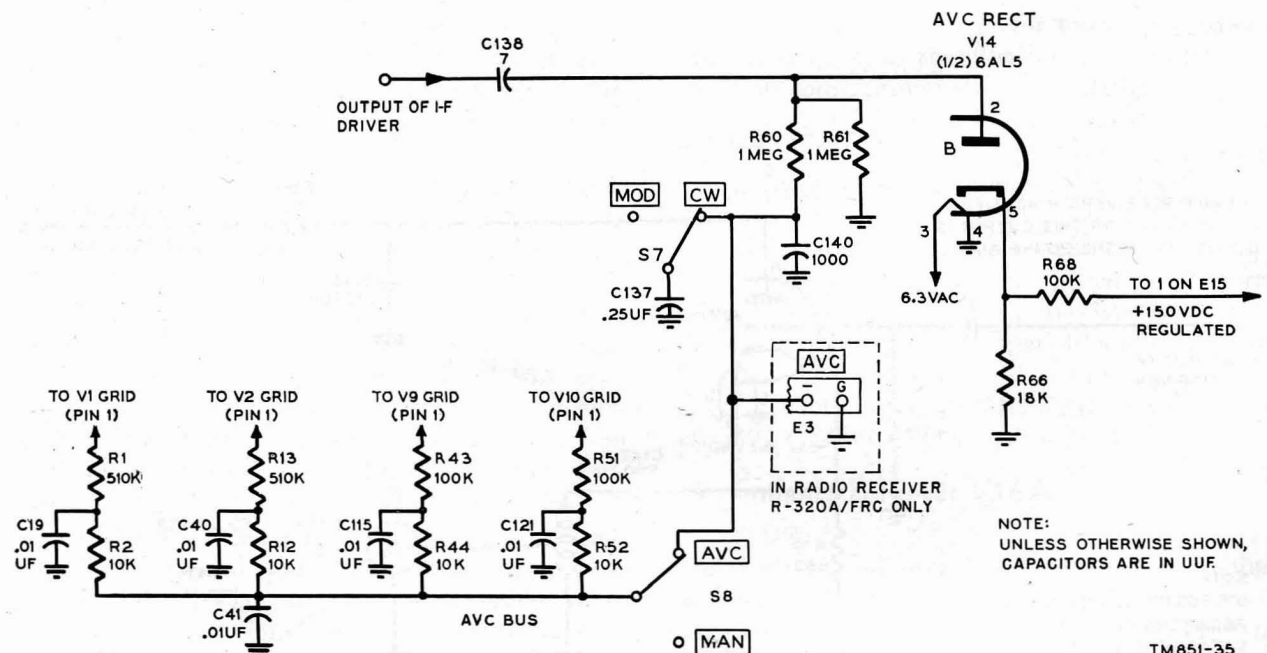 AVC RECT
V14
(1/2) 6AL5
C138
7
OUTPUT OF I-F
DRIVER
2
B
5
3
4
6.3VAC
R60
1 MEG
R61
1 MEG
MOD
CW
S7
C137
.25UF
C140
1000
R68
100K
TO 1 ON E15
+150VDC
REGULATED
R66
18K
AVC
–
G
E3
IN RADIO RECEIVER
R-320A/FRC ONLY
TO V1 GRID
(PIN 1)
TO V2 GRID
(PIN 1)
TO V9 GRID
(PIN 1)
TO V10 GRID
(PIN 1)
R1
510K
R13
510K
R43
100K
R51
100K
C19
.01
UF
R2
10K
C40
.01
UF
R12
10K
C115
.01
UF
R44
10K
C121
.01
UF
R52
10K
C41
.01UF
AVC BUS
AVC
S8
MAN
NOTE:
UNLESS OTHERWISE SHOWN,
CAPACITORS ARE IN UUF.
TM851-35